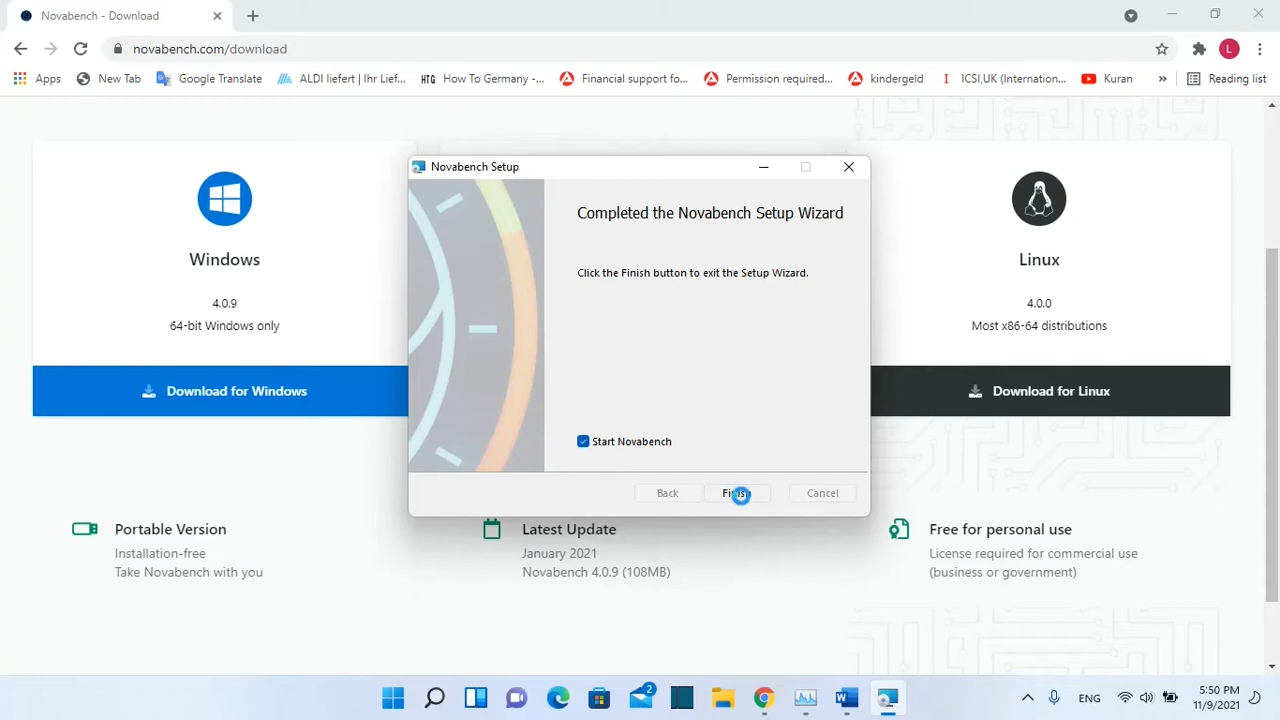 Novabench - Download
novabench.com/download
L
Apps
New Tab
Google Translate
ALDI liefert | Ihr Lief...
HTG How To Germany -...
Financial support fo...
Permission required...
kindergeld
ICSI,UK (Internation...
Kuran
»
Reading list
Novabench Setup
Completed the Novabench Setup Wizard
Click the Finish button to exit the Setup Wizard.
Start Novabench
Back
Finish
Cancel
Windows
4.0.9
64-bit Windows only
Download for Windows
Linux
4.0.0
Most x86-64 distributions
Download for Linux
Portable Version
Installation-free
Take Novabench with you
Latest Update
January 2021
Novabench 4.0.9 (108MB)
Free for personal use
License required for commercial use
(business or government)
2
ENG
5:50 PM
11/9/2021